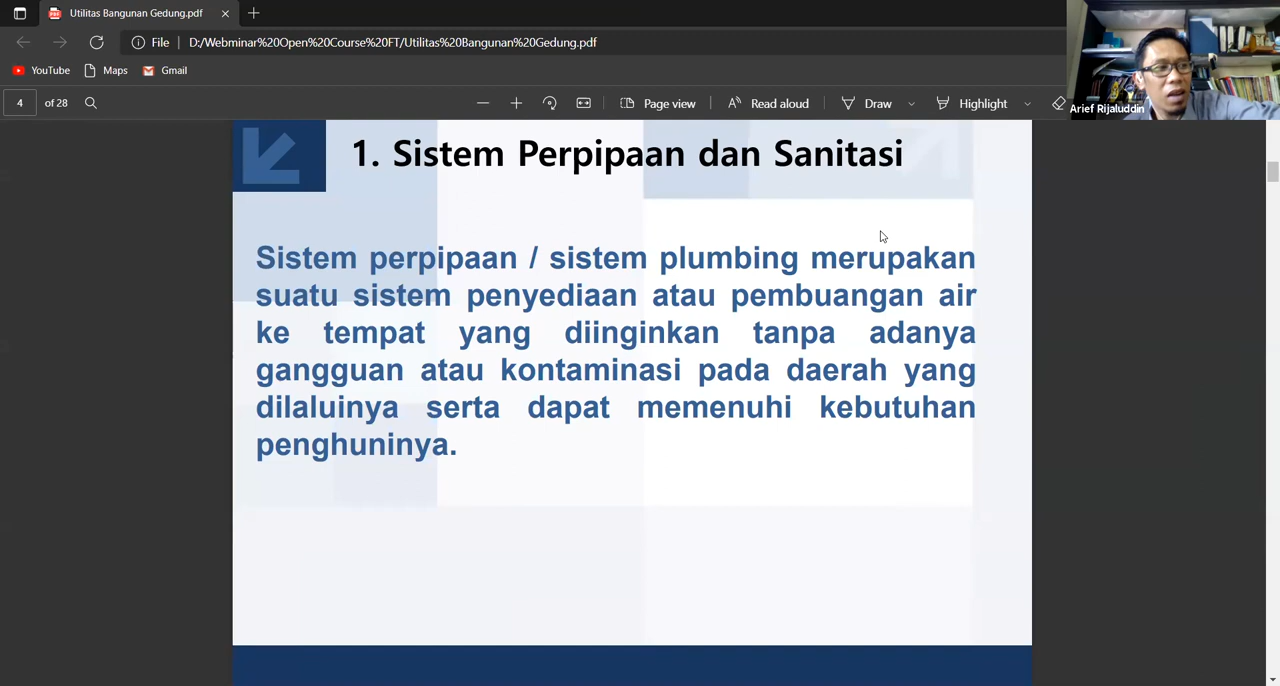 Utilitas Bangunan Gedung.pdf
File D:/Webminar%20Open%20Course%20FT/Utilitas%20Bangunan%20Gedung.pdf
YouTube Maps Gmail
4 of 28 Page view Read aloud Draw Highlight
Arief Rijaluddin
1. Sistem Perpipaan dan Sanitasi
Sistem perpipaan / sistem plumbing merupakan
suatu sistem penyediaan atau pembuangan air
ke tempat yang diinginkan tanpa adanya
gangguan atau kontaminasi pada daerah yang
dilaluinya serta dapat memenuhi kebutuhan
penghuninya.